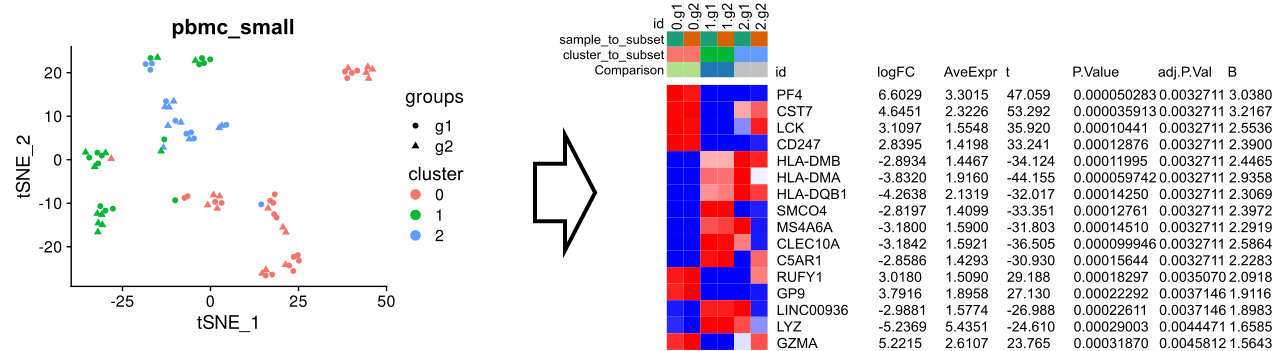 pbmc_small
20
10
0
-10
-20
-25
0
25
50
tSNE_1
tSNE_2
groups
g1
g2
cluster
0
1
2
id 0.g1 0.g2 1.g1 1.g2 2.g1 2.g2
sample_to_subset
cluster_to_subset
Comparison
id logFC AveExpr t P.Value adj.P.Val B
PF4 6.6029 3.3015 47.059 0.000050283 0.0032711 3.0380
CST7 4.6451 2.3226 53.292 0.000035913 0.0032711 3.2167
LCK 3.1097 1.5548 35.920 0.00010441 0.0032711 2.5536
CD247 2.8395 1.4198 33.241 0.00012876 0.0032711 2.3900
HLA-DMB -2.8934 1.4467 -34.124 0.00011995 0.0032711 2.4465
HLA-DMA -3.8320 1.9160 -44.155 0.000059742 0.0032711 2.9358
HLA-DQB1 -4.2638 2.1319 -32.017 0.00014250 0.0032711 2.3069
SMCO4 -2.8197 1.4099 -33.351 0.00012761 0.0032711 2.3972
MS4A6A -3.1800 1.5900 -31.803 0.00014510 0.0032711 2.2919
CLEC10A -3.1842 1.5921 -36.505 0.000099946 0.0032711 2.5864
C5AR1 -2.8586 1.4293 -30.930 0.00015644 0.0032711 2.2283
RUFY1 3.0180 1.5090 29.188 0.00018297 0.0035070 2.0918
GP9 3.7916 1.8958 27.130 0.00022292 0.0037146 1.9116
LINC00936 -2.9881 1.5774 -26.988 0.00022611 0.0037146 1.8983
LYZ -5.2369 5.4351 -24.610 0.00029003 0.0044471 1.6585
GZMA 5.2215 2.6107 23.765 0.00031870 0.0045812 1.5643